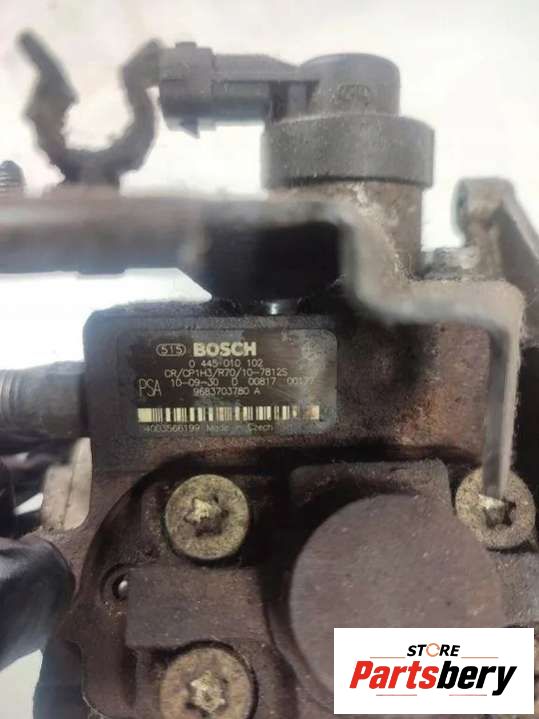 515 BOSCH
0 445 010 102
CR/CP1H3/R70/10-7812S
PSA 10-09-30 D 00817 00177
9683703780 A
4003566199 Made in Czech
STORE
Partsbery